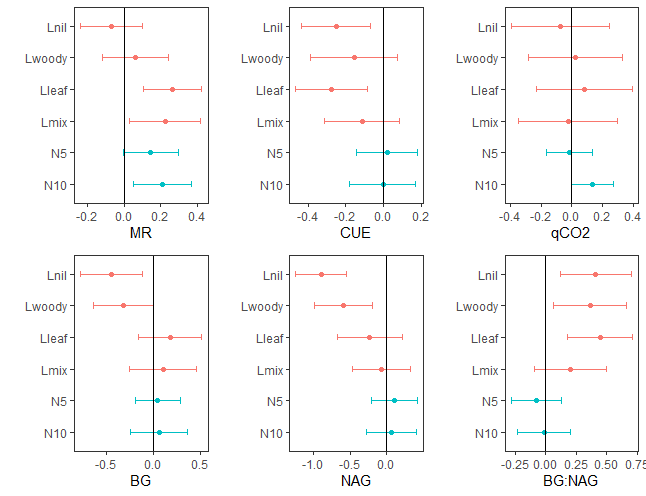 Lnil
Lwoody
Lleaf
Lmix
N5
N10
-0.2 0.0 0.2 0.4
MR
Lnil
Lwoody
Lleaf
Lmix
N5
N10
-0.4 -0.2 0.0 0.2
CUE
Lnil
Lwoody
Lleaf
Lmix
N5
N10
-0.4 -0.2 0.0 0.2 0.4
qCO2
Lnil
Lwoody
Lleaf
Lmix
N5
N10
-0.5 0.0 0.5
BG
Lnil
Lwoody
Lleaf
Lmix
N5
N10
-1.0 -0.5 0.0
NAG
Lnil
Lwoody
Lleaf
Lmix
N5
N10
-0.25 0.00 0.25 0.50 0.75
BG:NAG